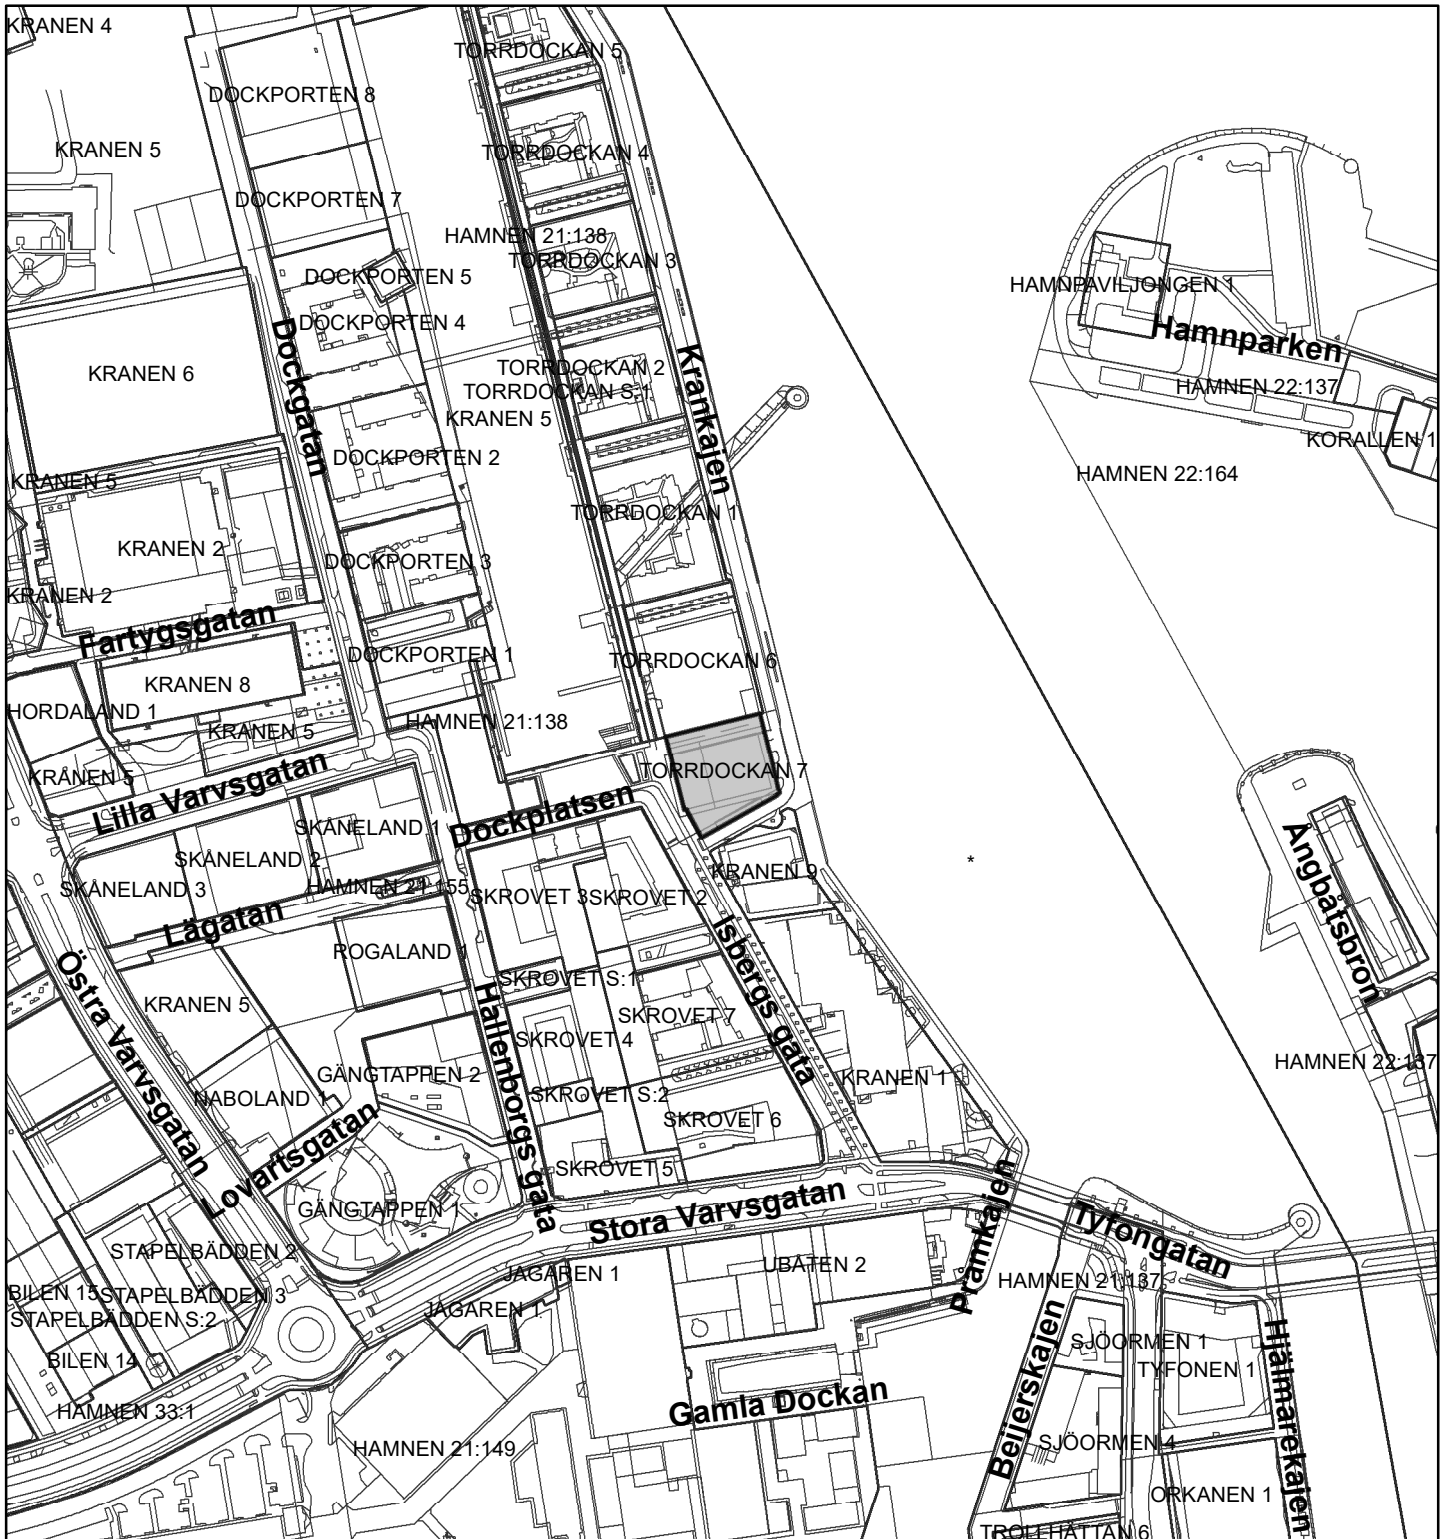 KRANEN 4
TORRDOCKAN 5
DOCKPORTEN 8
KRANEN 5
TORRDOCKAN 4
DOCKPORTEN 7
HAMNEN 21:138
TORRDOCKAN 3
DOCKPORTEN 5
HAMNPAVILJONGEN 1
DOCKPORTEN 4
Hamnparken
Dockgatan
KRANEN 6
TORRDOCKAN 2
Krankajen
TORRDOCKAN S:1
HAMNEN 22:137
KRANEN 5
KORALLEN 1
DOCKPORTEN 2
HAMNEN 22:164
KRANEN 5
TORRDOCKAN 1
KRANEN 2
DOCKPORTEN 3
KRANEN 2
Fartygsgatan
DOCKPORTEN 1
TORRDOCKAN 6
KRANEN 8
HORDALAND 1
HAMNEN 21:138
KRANEN 5
TORRDOCKAN 7
KRANEN 5
Lilla Varvsgatan
Dockplatsen
SKÅNELAND 1
SKÅNELAND 2
KRANEN 9
*
Ångbåtsbron
SKÅNELAND 3
HAMNEN 21:155
SKROVET 3
SKROVET 2
Lägatan
ROGALAND 1
Isbergs gata
Östra Varvsgatan
SKROVET S:1
KRANEN 5
Hallenborgs gata
SKROVET 7
SKROVET 4
HAMNEN 22:137
GÄNGTAPPEN 2
KRANEN 1
NABOLAND 1
SKROVET S:2
SKROVET 6
Lovartsgatan
SKROVET 5
GÄNGTAPPEN 1
Stora Varvsgatan
Pramkajen
Tyfongatan
STAPELBÄDDEN 2
UBÅTEN 2
JAGAREN 1
HAMNEN 21:137
BILEN 15
STAPELBÄDDEN 3
JAGAREN 1
STAPELBÄDDEN S:2
Beijerskajen
SJÖORMEN 1
Hjälmarekajen
BILEN 14
TYFONEN 1
Gamla Dockan
HAMNEN 33:1
HAMNEN 21:149
SJÖORMEN 4
ORKANEN 1
TROLLHÄTTAN 6